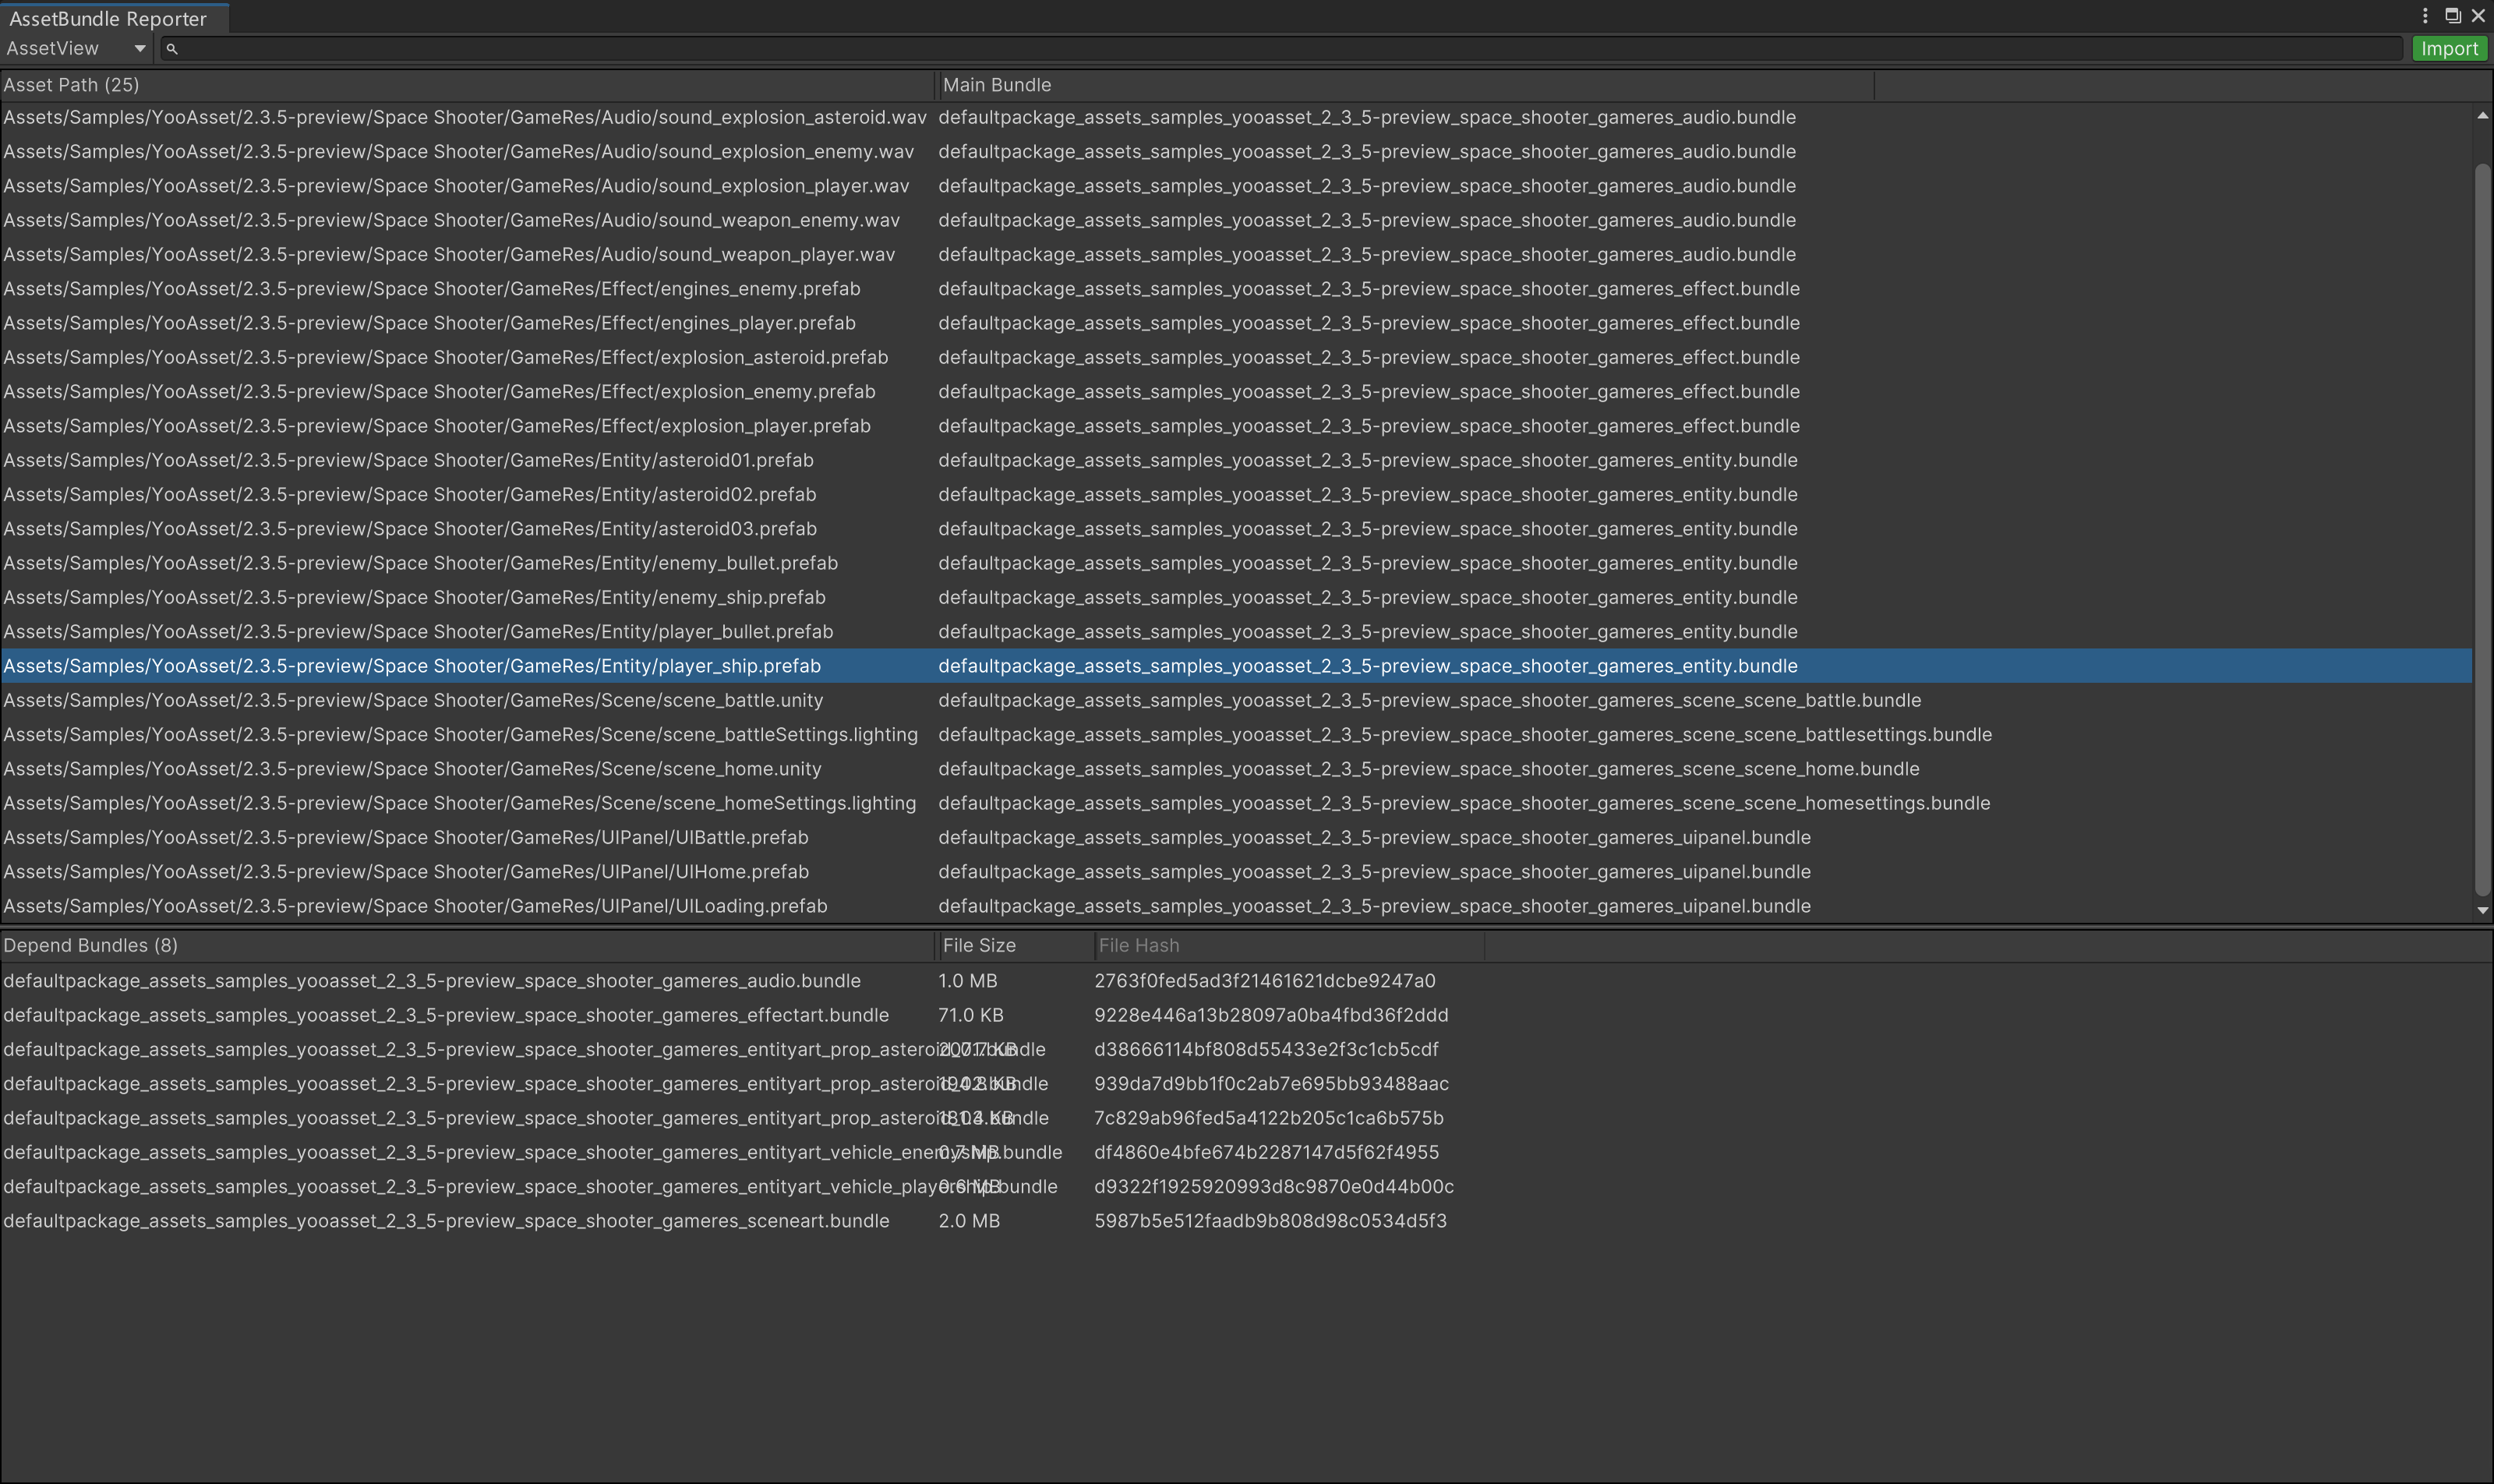 AssetBundle Reporter
AssetView Import
Asset Path (25) Main Bundle
Assets/Samples/YooAsset/2.3.5-preview/Space Shooter/GameRes/Audio/sound_explosion_asteroid.wav defaultpackage_assets_samples_yooasset_2_3_5-preview_space_shooter_gameres_audio.bundle
Assets/Samples/YooAsset/2.3.5-preview/Space Shooter/GameRes/Audio/sound_explosion_enemy.wav defaultpackage_assets_samples_yooasset_2_3_5-preview_space_shooter_gameres_audio.bundle
Assets/Samples/YooAsset/2.3.5-preview/Space Shooter/GameRes/Audio/sound_explosion_player.wav defaultpackage_assets_samples_yooasset_2_3_5-preview_space_shooter_gameres_audio.bundle
Assets/Samples/YooAsset/2.3.5-preview/Space Shooter/GameRes/Audio/sound_weapon_enemy.wav defaultpackage_assets_samples_yooasset_2_3_5-preview_space_shooter_gameres_audio.bundle
Assets/Samples/YooAsset/2.3.5-preview/Space Shooter/GameRes/Audio/sound_weapon_player.wav defaultpackage_assets_samples_yooasset_2_3_5-preview_space_shooter_gameres_audio.bundle
Assets/Samples/YooAsset/2.3.5-preview/Space Shooter/GameRes/Effect/engines_enemy.prefab defaultpackage_assets_samples_yooasset_2_3_5-preview_space_shooter_gameres_effect.bundle
Assets/Samples/YooAsset/2.3.5-preview/Space Shooter/GameRes/Effect/engines_player.prefab defaultpackage_assets_samples_yooasset_2_3_5-preview_space_shooter_gameres_effect.bundle
Assets/Samples/YooAsset/2.3.5-preview/Space Shooter/GameRes/Effect/explosion_asteroid.prefab defaultpackage_assets_samples_yooasset_2_3_5-preview_space_shooter_gameres_effect.bundle
Assets/Samples/YooAsset/2.3.5-preview/Space Shooter/GameRes/Effect/explosion_enemy.prefab defaultpackage_assets_samples_yooasset_2_3_5-preview_space_shooter_gameres_effect.bundle
Assets/Samples/YooAsset/2.3.5-preview/Space Shooter/GameRes/Effect/explosion_player.prefab defaultpackage_assets_samples_yooasset_2_3_5-preview_space_shooter_gameres_effect.bundle
Assets/Samples/YooAsset/2.3.5-preview/Space Shooter/GameRes/Entity/asteroid01.prefab defaultpackage_assets_samples_yooasset_2_3_5-preview_space_shooter_gameres_entity.bundle
Assets/Samples/YooAsset/2.3.5-preview/Space Shooter/GameRes/Entity/asteroid02.prefab defaultpackage_assets_samples_yooasset_2_3_5-preview_space_shooter_gameres_entity.bundle
Assets/Samples/YooAsset/2.3.5-preview/Space Shooter/GameRes/Entity/asteroid03.prefab defaultpackage_assets_samples_yooasset_2_3_5-preview_space_shooter_gameres_entity.bundle
Assets/Samples/YooAsset/2.3.5-preview/Space Shooter/GameRes/Entity/enemy_bullet.prefab defaultpackage_assets_samples_yooasset_2_3_5-preview_space_shooter_gameres_entity.bundle
Assets/Samples/YooAsset/2.3.5-preview/Space Shooter/GameRes/Entity/enemy_ship.prefab defaultpackage_assets_samples_yooasset_2_3_5-preview_space_shooter_gameres_entity.bundle
Assets/Samples/YooAsset/2.3.5-preview/Space Shooter/GameRes/Entity/player_bullet.prefab defaultpackage_assets_samples_yooasset_2_3_5-preview_space_shooter_gameres_entity.bundle
Assets/Samples/YooAsset/2.3.5-preview/Space Shooter/GameRes/Entity/player_ship.prefab defaultpackage_assets_samples_yooasset_2_3_5-preview_space_shooter_gameres_entity.bundle
Assets/Samples/YooAsset/2.3.5-preview/Space Shooter/GameRes/Scene/scene_battle.unity defaultpackage_assets_samples_yooasset_2_3_5-preview_space_shooter_gameres_scene_scene_battle.bundle
Assets/Samples/YooAsset/2.3.5-preview/Space Shooter/GameRes/Scene/scene_battleSettings.lighting defaultpackage_assets_samples_yooasset_2_3_5-preview_space_shooter_gameres_scene_scene_battlesettings.bundle
Assets/Samples/YooAsset/2.3.5-preview/Space Shooter/GameRes/Scene/scene_home.unity defaultpackage_assets_samples_yooasset_2_3_5-preview_space_shooter_gameres_scene_scene_home.bundle
Assets/Samples/YooAsset/2.3.5-preview/Space Shooter/GameRes/Scene/scene_homeSettings.lighting defaultpackage_assets_samples_yooasset_2_3_5-preview_space_shooter_gameres_scene_scene_homesettings.bundle
Assets/Samples/YooAsset/2.3.5-preview/Space Shooter/GameRes/UIPanel/UIBattle.prefab defaultpackage_assets_samples_yooasset_2_3_5-preview_space_shooter_gameres_uipanel.bundle
Assets/Samples/YooAsset/2.3.5-preview/Space Shooter/GameRes/UIPanel/UIHome.prefab defaultpackage_assets_samples_yooasset_2_3_5-preview_space_shooter_gameres_uipanel.bundle
Assets/Samples/YooAsset/2.3.5-preview/Space Shooter/GameRes/UIPanel/UILoading.prefab defaultpackage_assets_samples_yooasset_2_3_5-preview_space_shooter_gameres_uipanel.bundle
Depend Bundles (8) File Size File Hash
defaultpackage_assets_samples_yooasset_2_3_5-preview_space_shooter_gameres_audio.bundle 1.0 MB 2763f0fed5ad3f21461621dcbe9247a0
defaultpackage_assets_samples_yooasset_2_3_5-preview_space_shooter_gameres_effectart.bundle 71.0 KB 9228e446a13b28097a0ba4fbd36f2ddd
defaultpackage_assets_samples_yooasset_2_3_5-preview_space_shooter_gameres_entityart_prop_asteroid_01.bundle d38666114bf808d55433e2f3c1cb5cdf
defaultpackage_assets_samples_yooasset_2_3_5-preview_space_shooter_gameres_entityart_prop_asteroid_02.bundle 939da7d9bb1f0c2ab7e695bb93488aac
defaultpackage_assets_samples_yooasset_2_3_5-preview_space_shooter_gameres_entityart_prop_asteroid_03.bundle 7c829ab96fed5a4122b205c1ca6b575b
defaultpackage_assets_samples_yooasset_2_3_5-preview_space_shooter_gameres_entityart_vehicle_enemyship.bundle 0.7 MB df4860e4bfe674b2287147d5f62f4955
defaultpackage_assets_samples_yooasset_2_3_5-preview_space_shooter_gameres_entityart_vehicle_playership.bundle 0.6 MB d9322f1925920993d8c9870e0d44b00c
defaultpackage_assets_samples_yooasset_2_3_5-preview_space_shooter_gameres_sceneart.bundle 2.0 MB 5987b5e512faadb9b808d98c0534d5f3